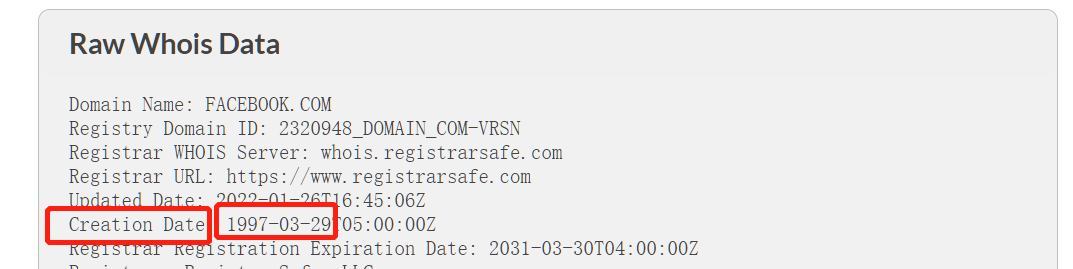 Raw Whois Data
Domain Name: FACEBOOK.COM
Registry Domain ID: 2320948_DOMAIN_COM-VRSN
Registrar WHOIS Server: whois.registrarsafe.com
Registrar URL: https://www.registrarsafe.com
Updated Date: 2022-01-26T16:45:06Z
Creation Date 1997-03-29T05:00:00Z
Registrar Registration Expiration Date: 2031-03-30T04:00:00Z